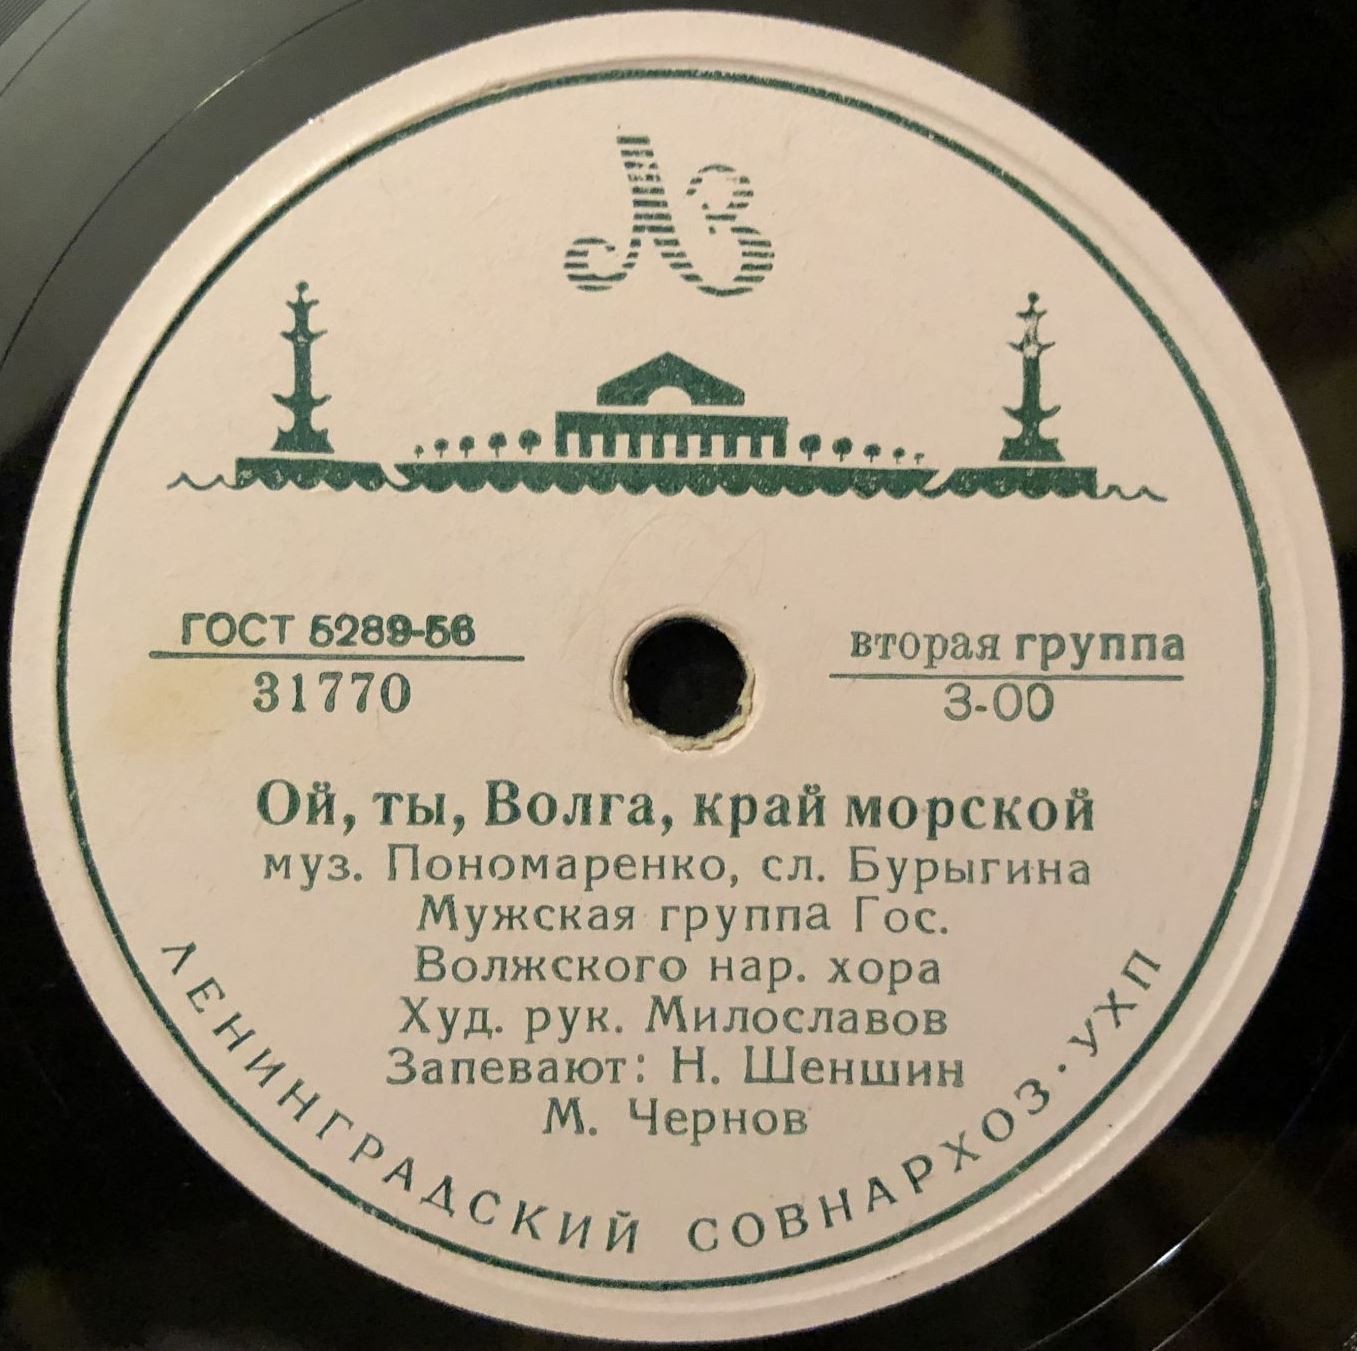 ЛЗ
ГОСТ 5289-56
31770
вторая группа
3-00
Ой, ты, Волга, край морской
муз. Пономаренко, сл. Бурыгина
Мужская группа Гос.
Волжского нар. хора
Худ. рук. Милославов
Запевают: Н. Шеншин
М. Чернов
ЛЕНИНГРАДСКИЙ СОВНАРХОЗ · УХП